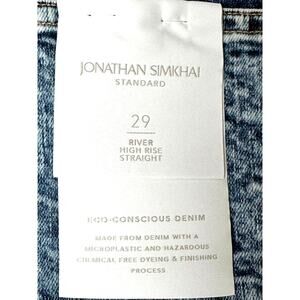 JONATHAN SIMKHAI
STANDARD
29
RIVER
HIGH RISE
STRAIGHT
ECO-CONSCIOUS DENIM
MADE FROM DENIM WITH A
MICROPLASTIC AND HAZARDOUS
CHEMICAL FREE DYEING & FINISHING
PROCESS